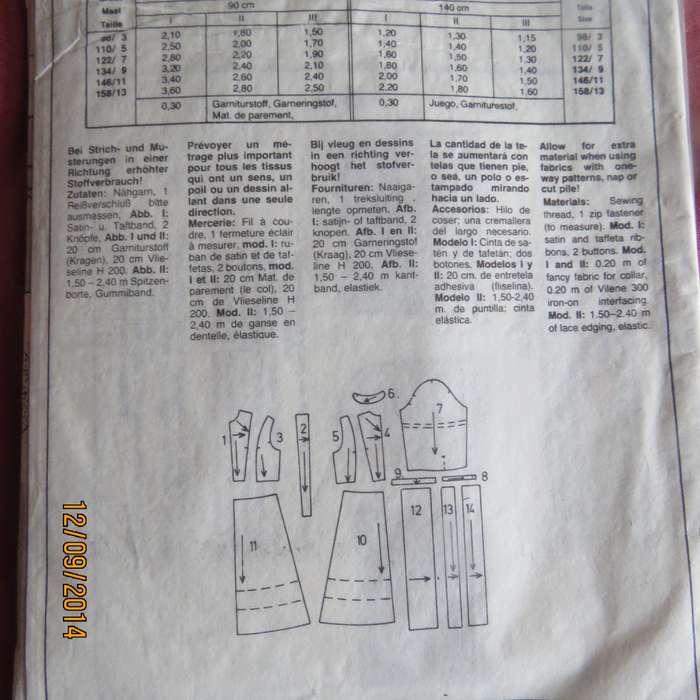 90 cm 140 cm
Maat Taille I II III I II III Taille Size
98/ 3 2,10 1,80 1,50 1,20 1,30 1,15 98/ 3
110/ 5 2,50 2,00 1,70 1,40 1,40 1,20 110/ 5
122/ 7 2,80 2,20 1,90 1,60 1,50 1,30 122/ 7
134/ 9 3,20 2,40 2,10 1,80 1,60 1,40 134/ 9
146/11 3,40 2,60 2,40 2,00 1,70 1,50 146/11
158/13 3,60 2,80 2,50 2,20 1,80 1,60 158/13
0,30 Garniturstoff, Garneringstof, 0,30 Juego, Garniturestof,
Mat. de parement,
Bei Strich- und Mu-
sterungen in einer
Richtung erhöhter
Stoffverbrauch!
Zutaten: Nähgarn, 1
Reißverschluß bitte
ausmessen, Abb. I:
Satin- u. Taftband, 2
Knöpfe, Abb. I und II:
20 cm Garniturstoff
(Kragen), 20 cm Vlie-
seline H 200. Abb. II:
1,50 – 2,40 m Spitzen-
borte, Gummiband.
Prévoyer un mé-
trage plus important
pour tous les tissus
qui ont un sens, un
poil ou un dessin al-
lant dans une seule
direction.
Mercerie: Fil à cou-
dre, 1 fermeture éclair
à mesurer, mod. I: ru-
ban de satin et de taf-
fetas, 2 boutons, mod.
I et II: 20 cm Mat. de
parement (le col), 20
cm de Vlieseline H
200. Mod. II: 1,50 –
2,40 m de ganse en
dentelle, élastique.
Bij vleug en dessins
in een richting ver-
hoogt het stofver-
bruik!
Fournituren: Naaiga-
ren, 1 treksluiting ,
lengte opmeten, Afb.
I: satijn- of taftband, 2
knopen. Afb. I en II:
20 cm Garneringstof
(Kraag), 20 cm Vliese-
line H 200. Afb. II:
1,50 – 2,40 m kant-
band, elastiek.
La cantidad de la te-
la se aumentará con
telas que tienen pie,
o sea, un polo o es-
tampado mirando
hacia un lado.
Accesorios: Hilo de
coser; una cremallera
del largo necesario.
Modelo I: Cinta de sa-
tén y de tafetán; dos
botones. Modelos I y
II: 20 cm. de entretela
adhesiva (fliselina).
Modelo II: 1,50-2,40
m. de puntilla; cinta
elástica.
Allow for extra
material when using
fabrics with one-
way patterns, nap or
cut pile!
Materials: Sewing
thread, 1 zip fastener
(to measure). Mod. I:
satin and taffeta rib-
bons, 2 buttons. Mod.
I and II: 0.20 m of
fancy fabric for collar,
0.20 m of Vilene 300
iron-on interfacing.
Mod. II: 1.50–2.40 m
of lace edging, elastic.
1 3 2 5 4 6. 7
9 8
11 10 12 13 14
12/09/2014